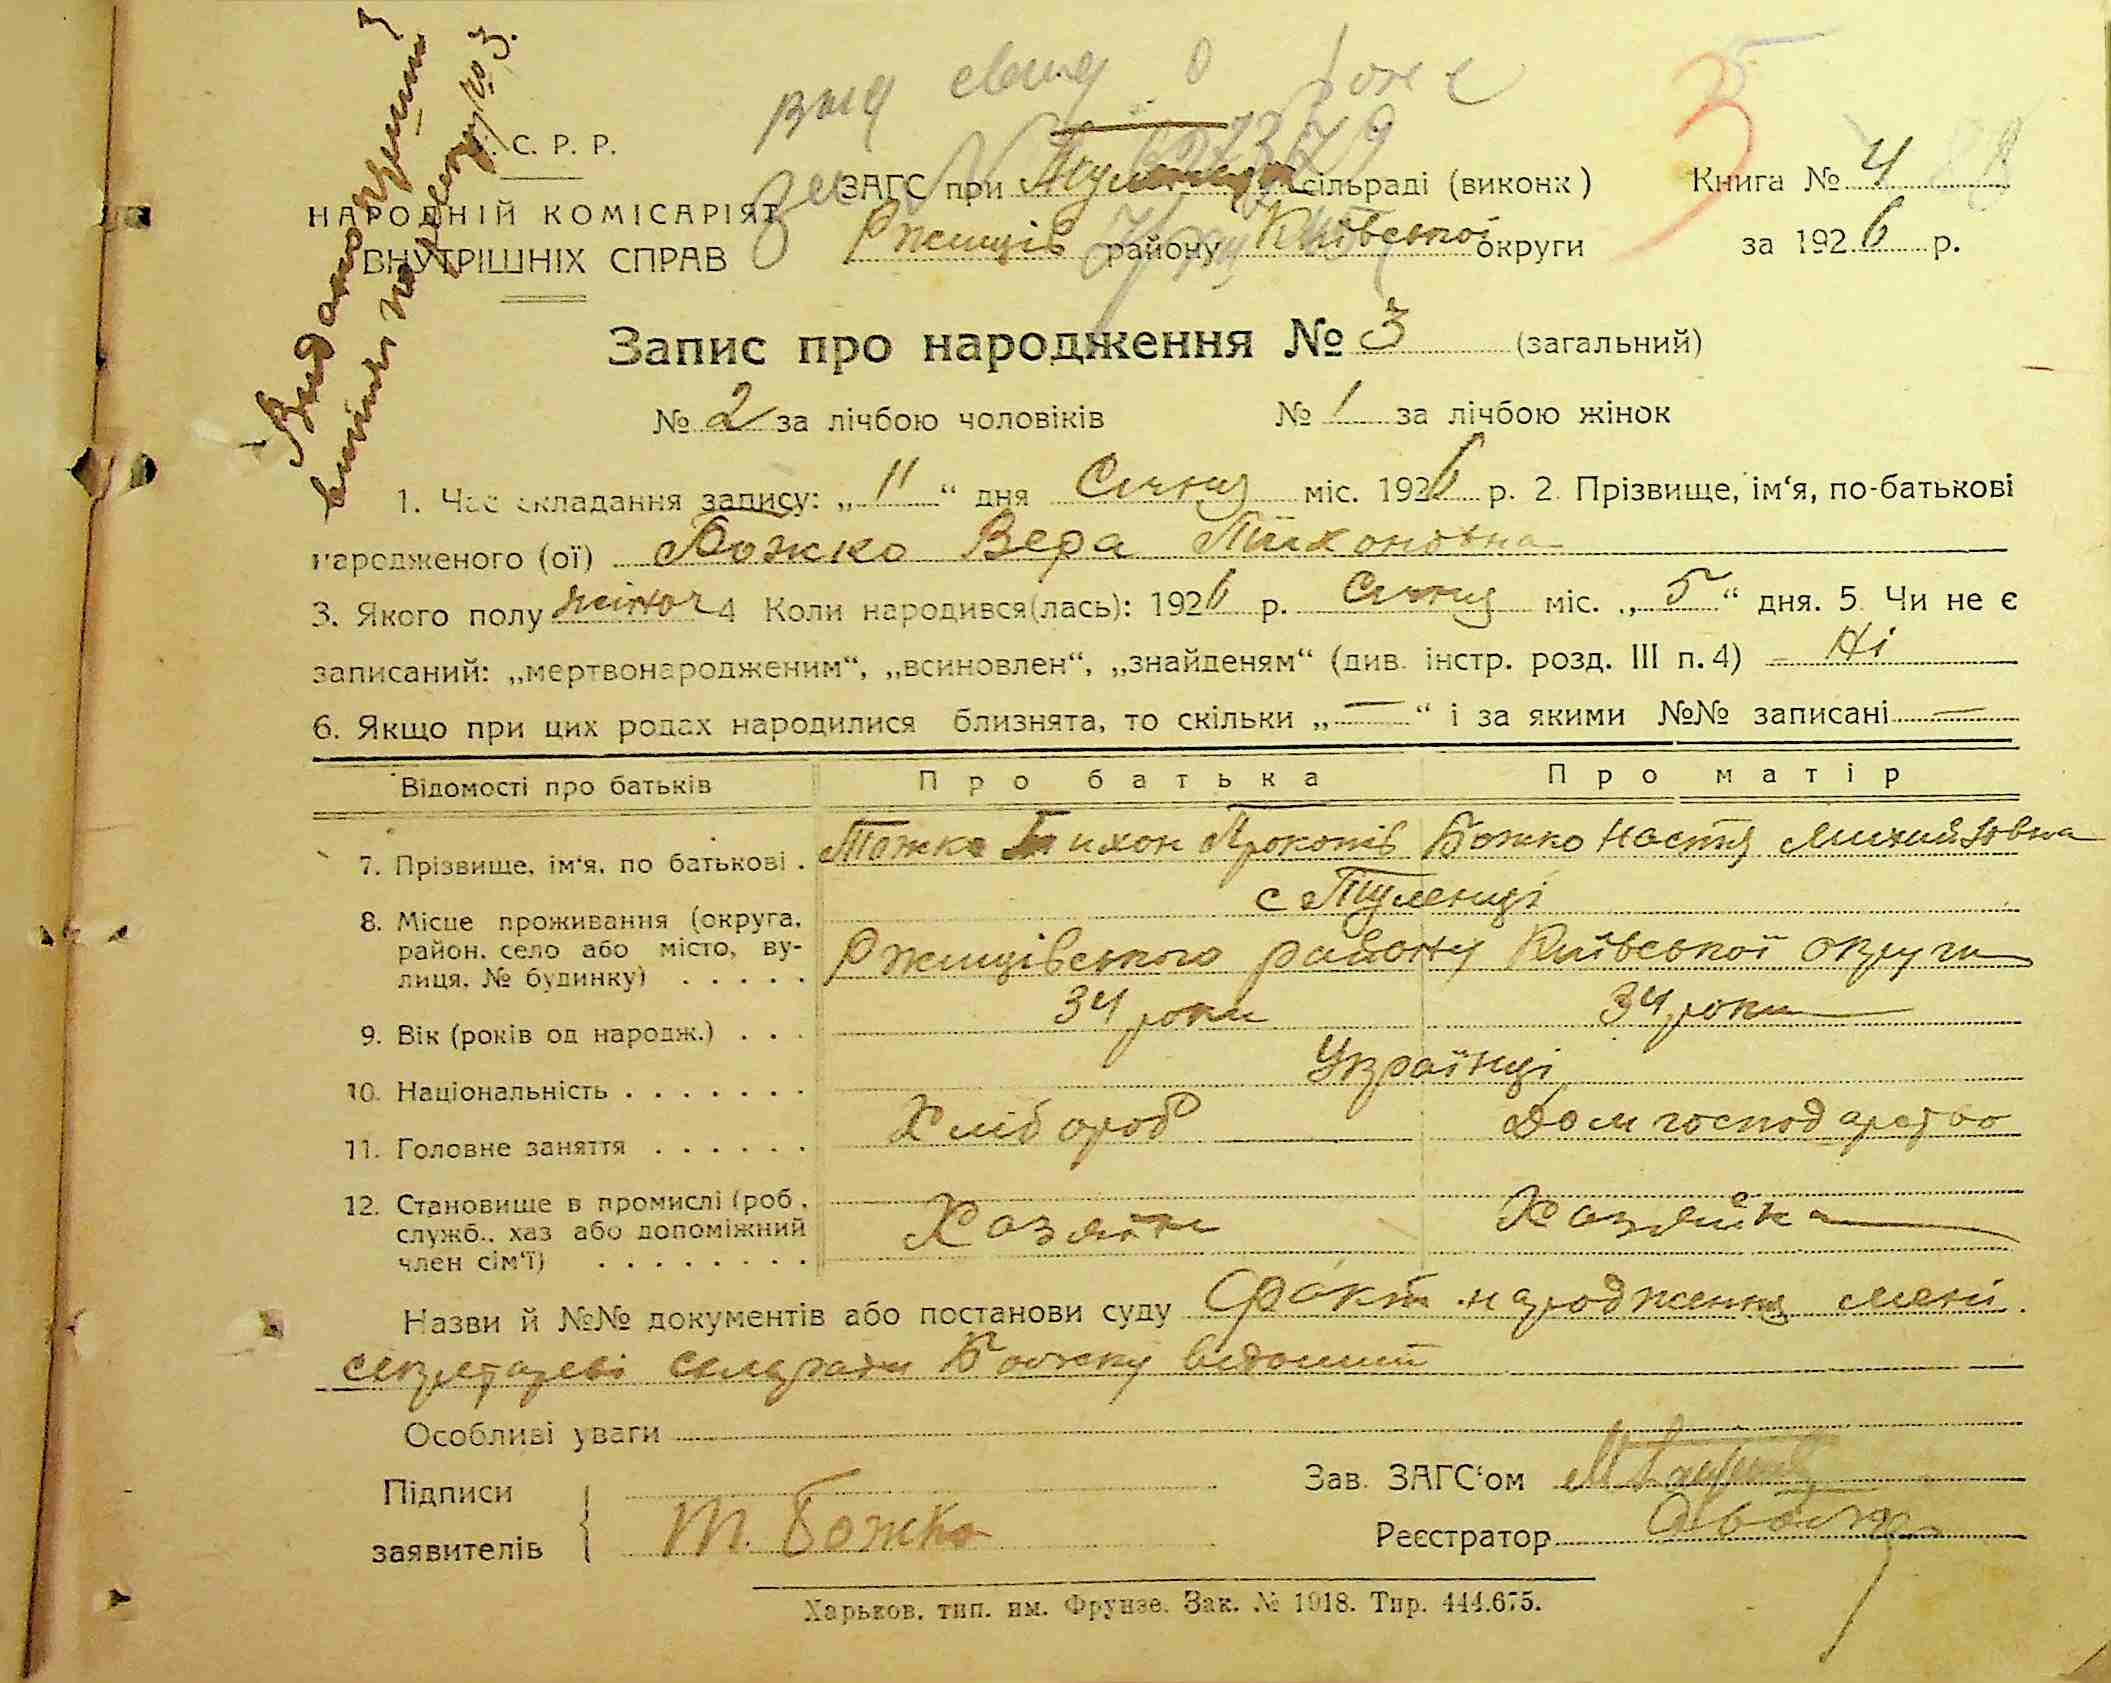 С. Р. Р.
НАРОДНІЙ КОМІСАРІЯТ
ВНУТРІШНІХ СПРАВ
ЗАГС при Тулинецк сільраді (виконк)
Ржищів району Київської округи
Книга № 4
за 1926 р.
Запис про народження № 3 (загальний)
№ 2 за лічбою чоловіків № 1 за лічбою жінок
1. Час складання запису: „11“ дня Січня міс. 1926 р. 2. Прізвище, ім‘я, по-батькові
народженого (ої) Божко Вера Тихоновна
3. Якого полу жіноч 4 Коли народився(лась): 1926 р. Січня міс. „5“ дня. 5 Чи не є
записаний: „мертвонародженим“, „всиновлен“, „знайденям“ (див. інстр. розд. III п. 4) Ні
6. Якщо при цих родах народилися близнята, то скільки „—“ і за якими №№ записані —
Відомості про батьків Про батька Про матір
7. Прізвище, ім‘я, по батькові . Божко Тихон Прокопів Божко Настя Михайловна
8. Місце проживання (округа, район, село або місто, вулиця, № будинку) . . . . . с Туленці
Ржищівського району Київської округи
9. Вік (років од народж.) . . . 34 роки 34 роки
10. Національність . . . . . . . Українці
11. Головне заняття . . . . . . Хлібороб Домгосподарство
12. Становище в промислі (роб., служб., хаз або допоміжний член сім‘ї) . . . . . . . . Хазяїн Хазяйка
Назви й №№ документів або постанови суду Факт народження мені
секретареві сельради Божку відомий
Особливі уваги
Підписи
заявителів
Т. Божко
Зав. ЗАГС‘ом
Реєстратор
Харьков, тип. им. Фрунзе. Зак. № 1918. Тир. 444.675.